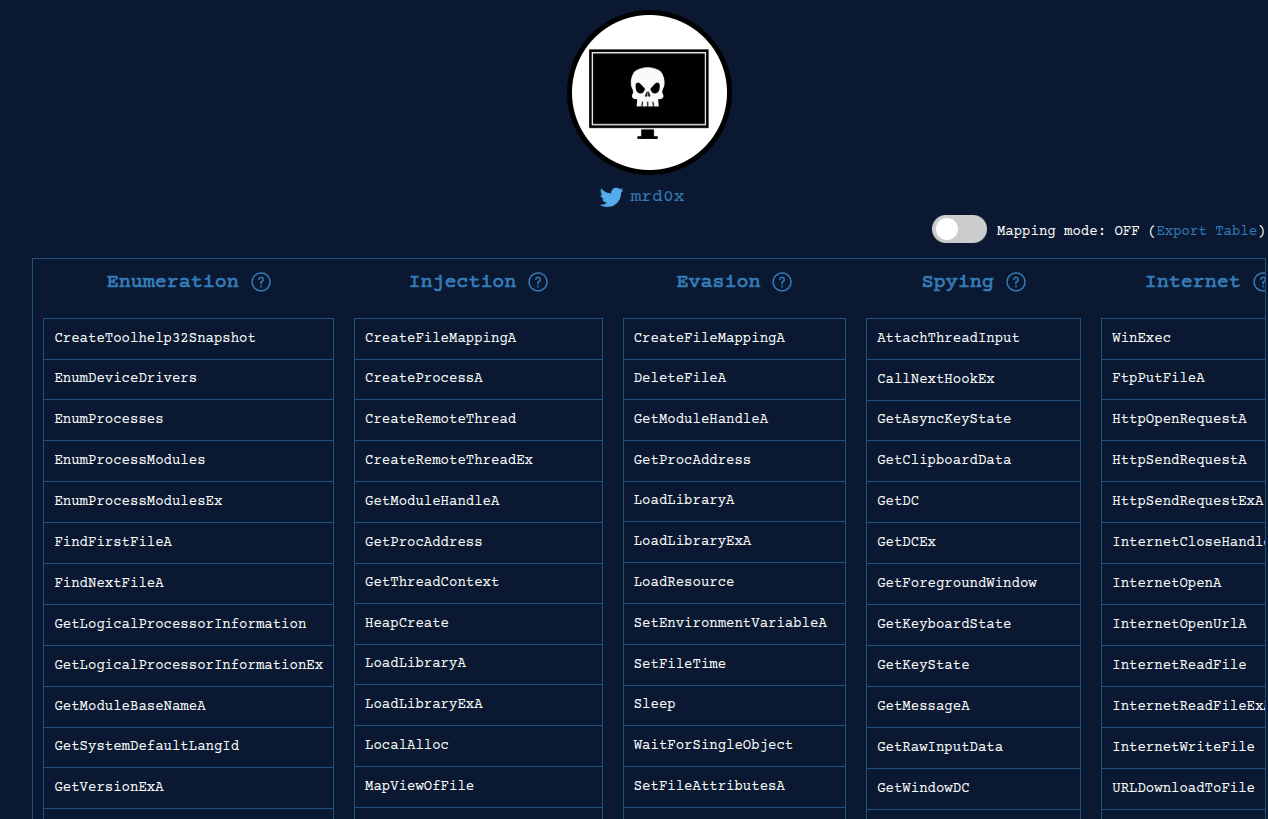 mrd0x
Mapping mode: OFF (Export Table)
Enumeration ?
CreateToolhelp32Snapshot
EnumDeviceDrivers
EnumProcesses
EnumProcessModules
EnumProcessModulesEx
FindFirstFileA
FindNextFileA
GetLogicalProcessorInformation
GetLogicalProcessorInformationEx
GetModuleBaseNameA
GetSystemDefaultLangId
GetVersionExA
Injection ?
CreateFileMappingA
CreateProcessA
CreateRemoteThread
CreateRemoteThreadEx
GetModuleHandleA
GetProcAddress
GetThreadContext
HeapCreate
LoadLibraryA
LoadLibraryExA
LocalAlloc
MapViewOfFile
Evasion ?
CreateFileMappingA
DeleteFileA
GetModuleHandleA
GetProcAddress
LoadLibraryA
LoadLibraryExA
LoadResource
SetEnvironmentVariableA
SetFileTime
Sleep
WaitForSingleObject
SetFileAttributesA
Spying ?
AttachThreadInput
CallNextHookEx
GetAsyncKeyState
GetClipboardData
GetDC
GetDCEx
GetForegroundWindow
GetKeyboardState
GetKeyState
GetMessageA
GetRawInputData
GetWindowDC
Internet ?
WinExec
FtpPutFileA
HttpOpenRequestA
HttpSendRequestA
HttpSendRequestExA
InternetCloseHandl
InternetOpenA
InternetOpenUrlA
InternetReadFile
InternetReadFileEx
InternetWriteFile
URLDownloadToFile